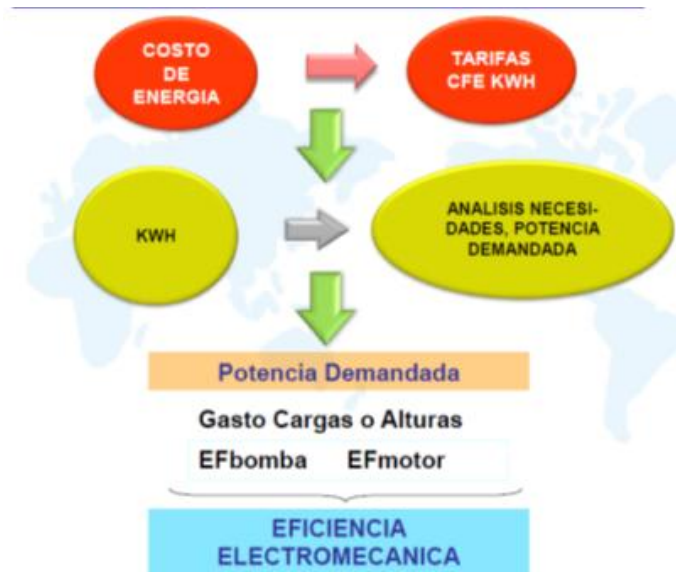 COSTO
DE
ENERGIA
TARIFAS
CFE KWH
KWH
ANALISIS NECESI-
DADES, POTENCIA
DEMANDADA
Potencia Demandada
Gasto Cargas o Alturas
EFbomba EFmotor
EFICIENCIA
ELECTROMECANICA